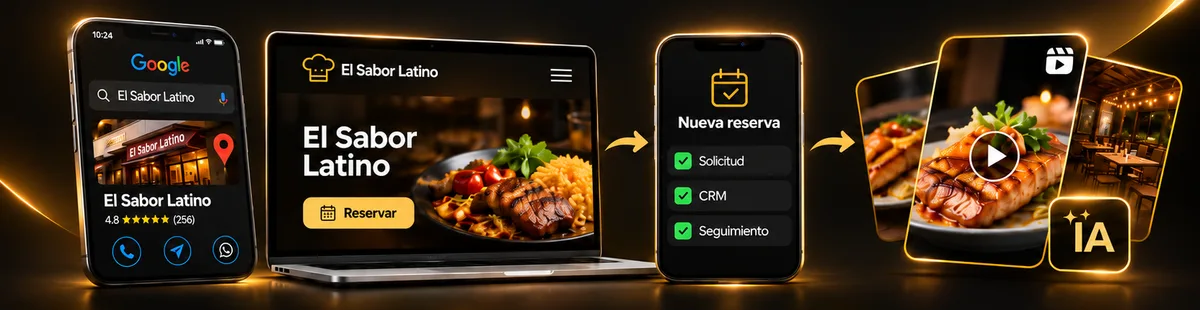 10:24
Google
El Sabor Latino
El Sabor Latino
El Sabor Latino
4.8 ★★★★★ (256)
El Sabor Latino
El Sabor
Latino
Reservar
Nueva reserva
Solicitud
CRM
Seguimiento
IA